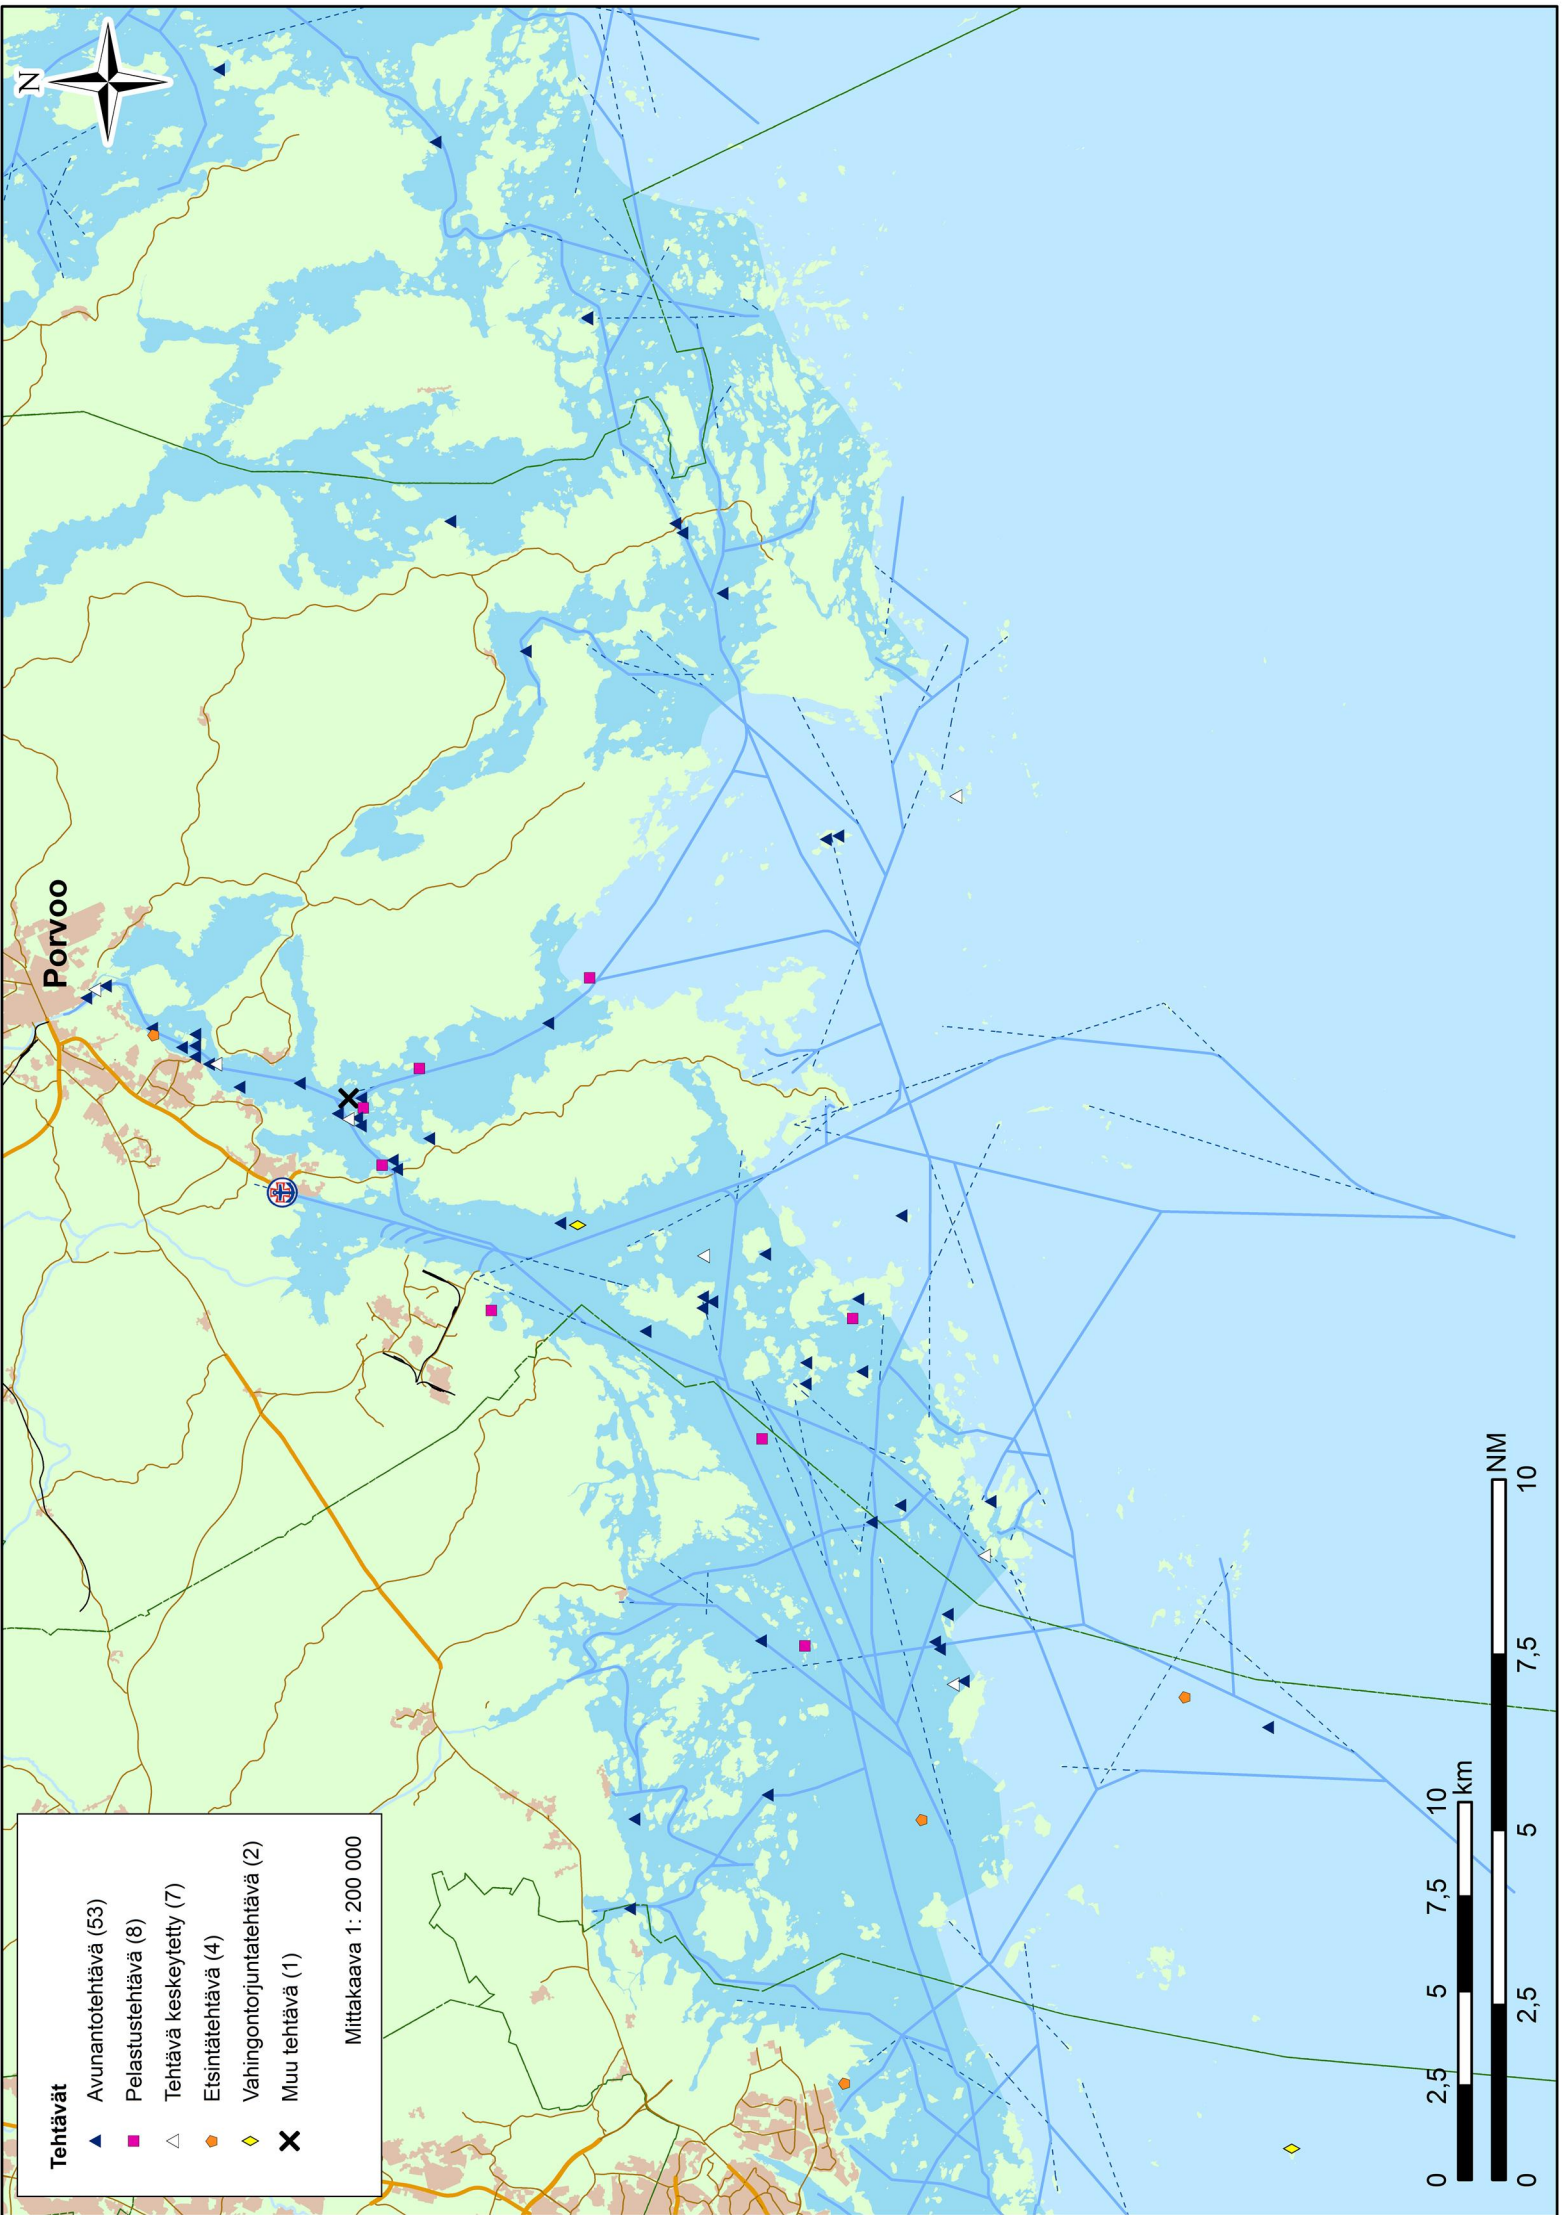 N
Porvoo
Tehtävät
Avunantotehtävä (53)
Pelastustehtävä (8)
Tehtävä keskeytetty (7)
Etsintätehtävä (4)
Vahingontorjuntatehtävä (2)
Muu tehtävä (1)
Mittakaava 1: 200 000
0 2,5 5 7,5 10
km
NM
0 2,5 5 7,5 10